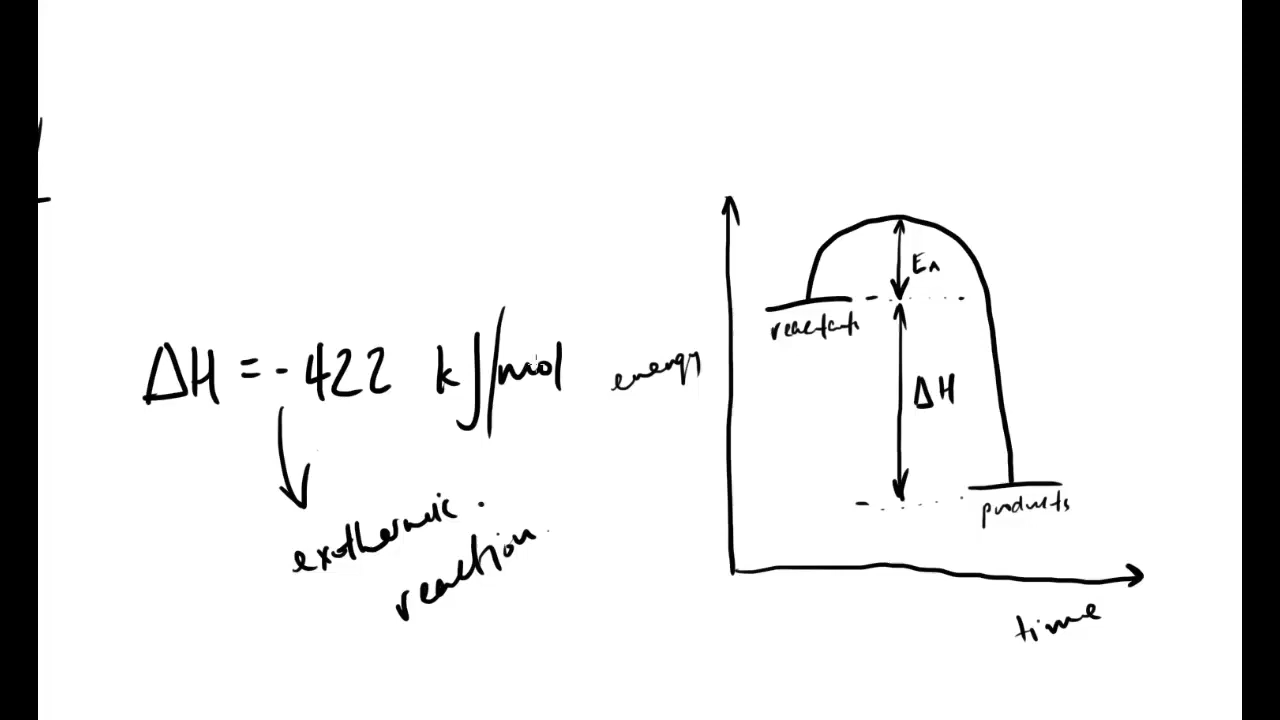 ΔH = -422 kJ/mol
exothermic.
reaction
energy
EA
reactants
ΔH
products
time